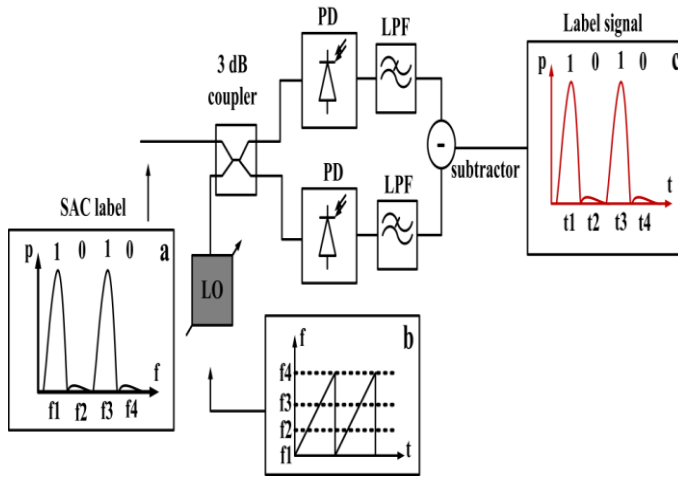 PD
LPF
3 dB
coupler
PD
LPF
-
subtractor
Label signal
p 1 0 1 0 c
t
t1 t2 t3 t4
SAC label
p 1 0 1 0 a
f
f1 f2 f3 f4
LO
f b
f4
f3
f2
f1
t